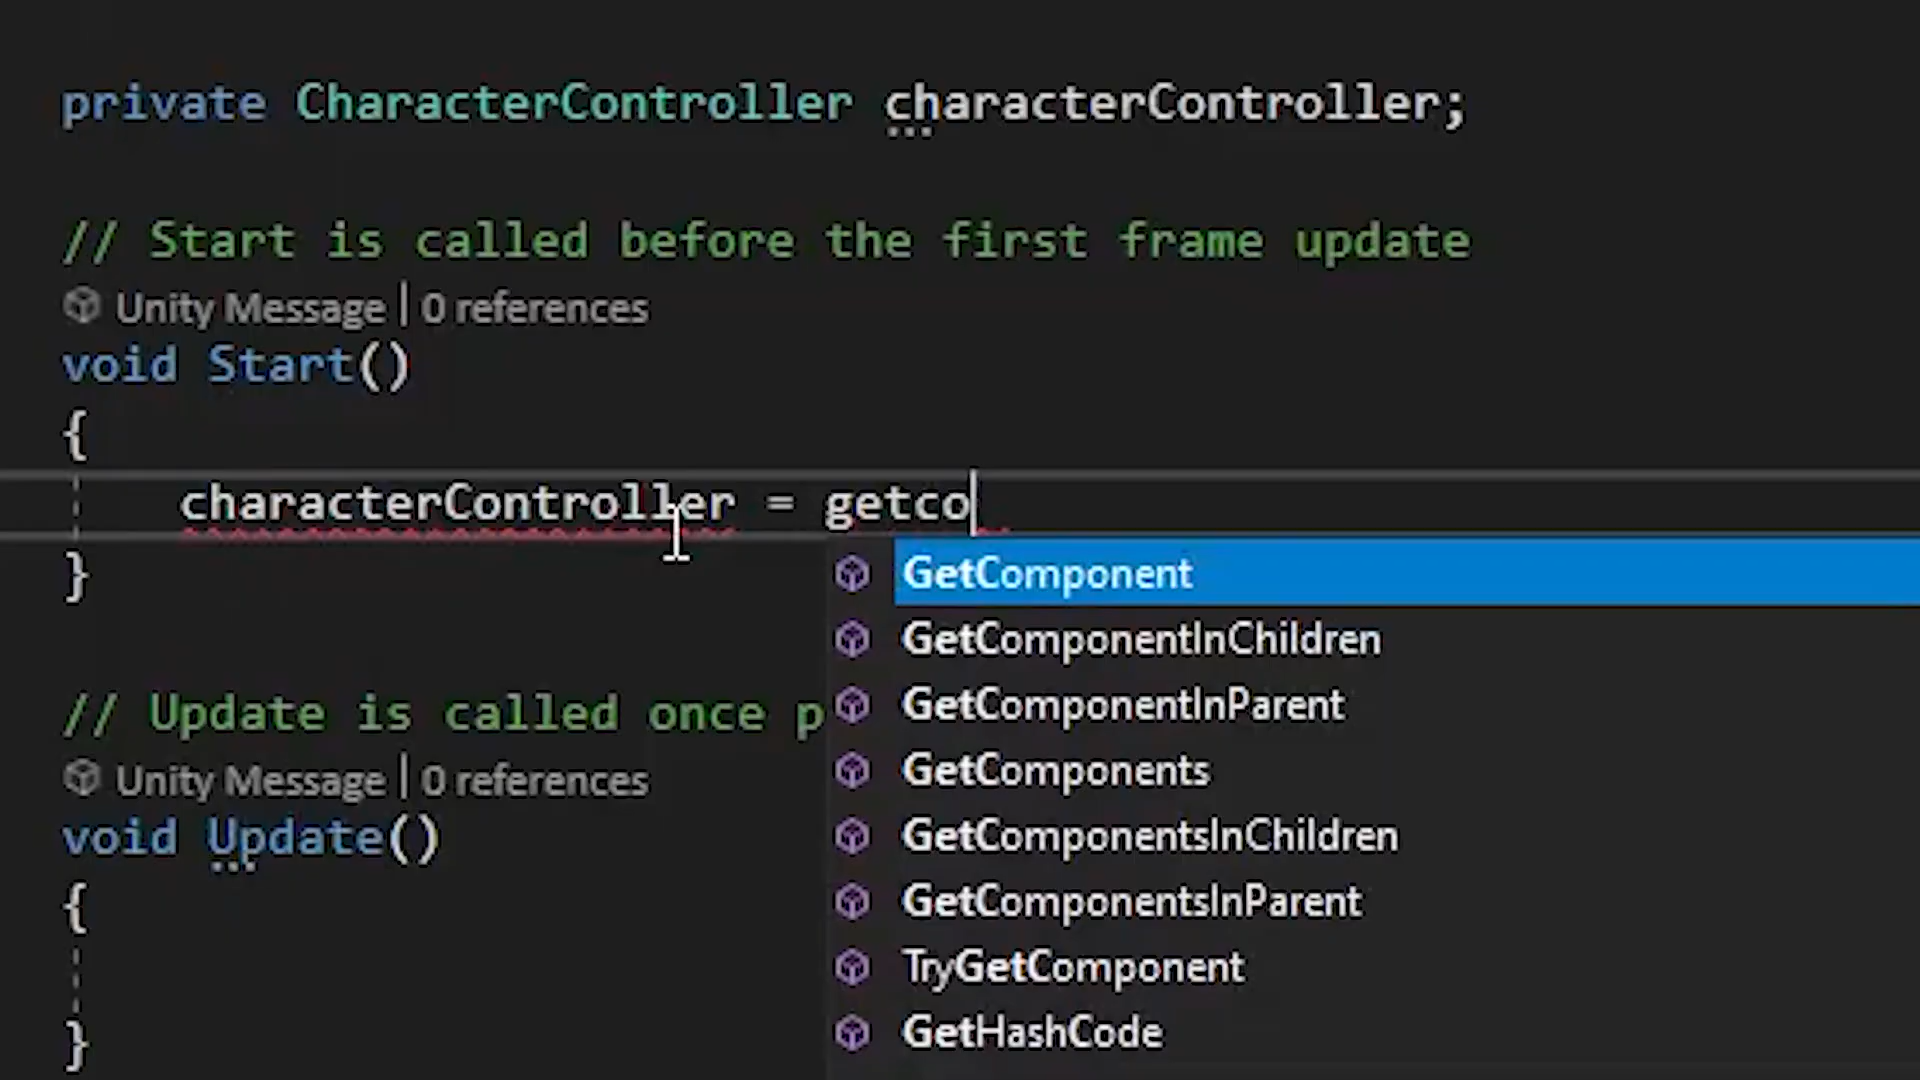 private CharacterController characterController;
// Start is called before the first frame update
Unity Message | 0 references
void Start()
{
characterController = getco
}
GetComponent
GetComponentInChildren
GetComponentInParent
GetComponents
GetComponentsInChildren
GetComponentsInParent
TryGetComponent
GetHashCode
// Update is called once p
Unity Message | 0 references
void Update()
{
}